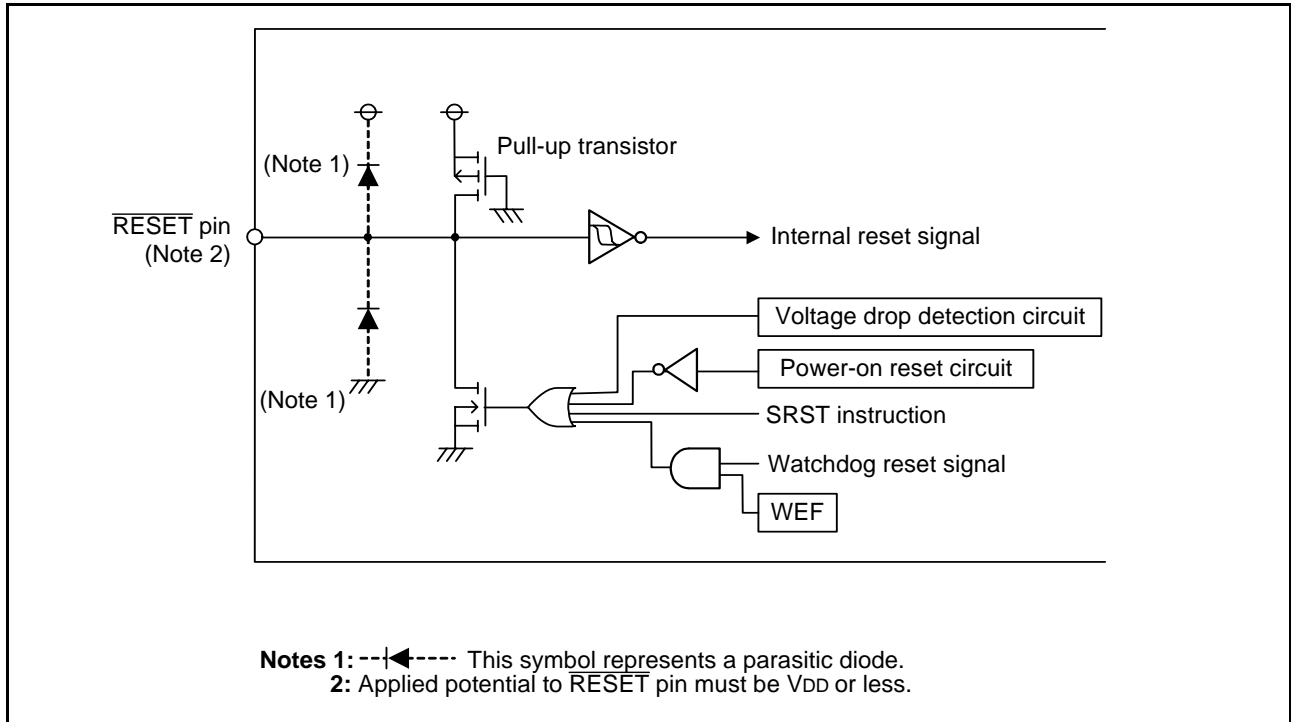 Pull-up transistor
(Note 1)
RESET pin
(Note 2)
Internal reset signal
Voltage drop detection circuit
Power-on reset circuit
(Note 1)
SRST instruction
Watchdog reset signal
WEF
Notes 1: This symbol represents a parasitic diode.
2: Applied potential to RESET pin must be VDD or less.